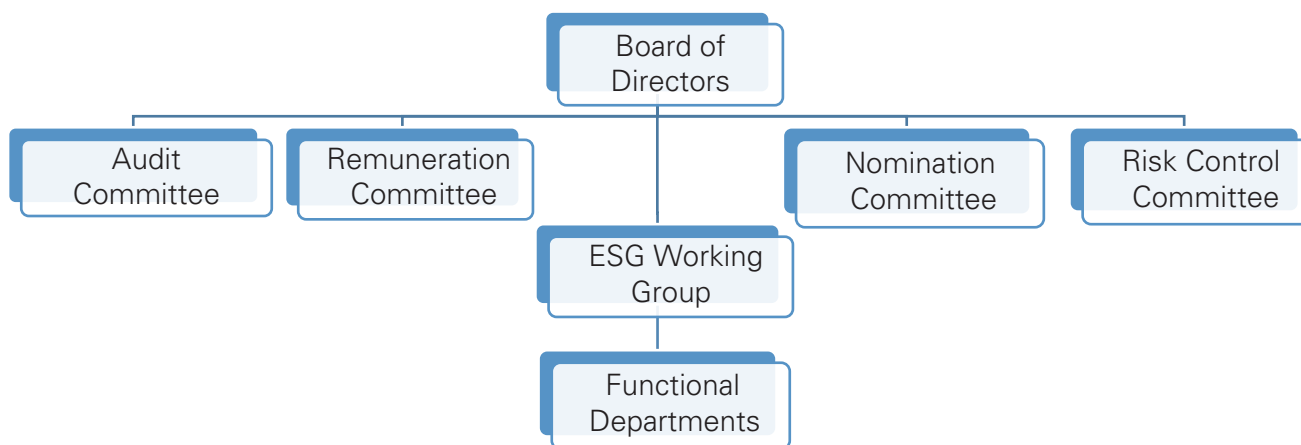 Board of
Directors
Audit
Committee
Remuneration
Committee
Nomination
Committee
Risk Control
Committee
ESG Working
Group
Functional
Departments